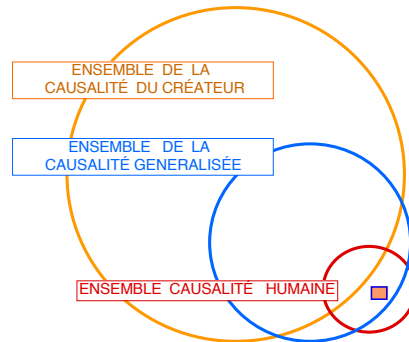 ENSEMBLE DE LA
CAUSALITÉ DU CRÉATEUR
ENSEMBLE DE LA
CAUSALITÉ GENERALISÉE
ENSEMBLE CAUSALITÉ HUMAINE